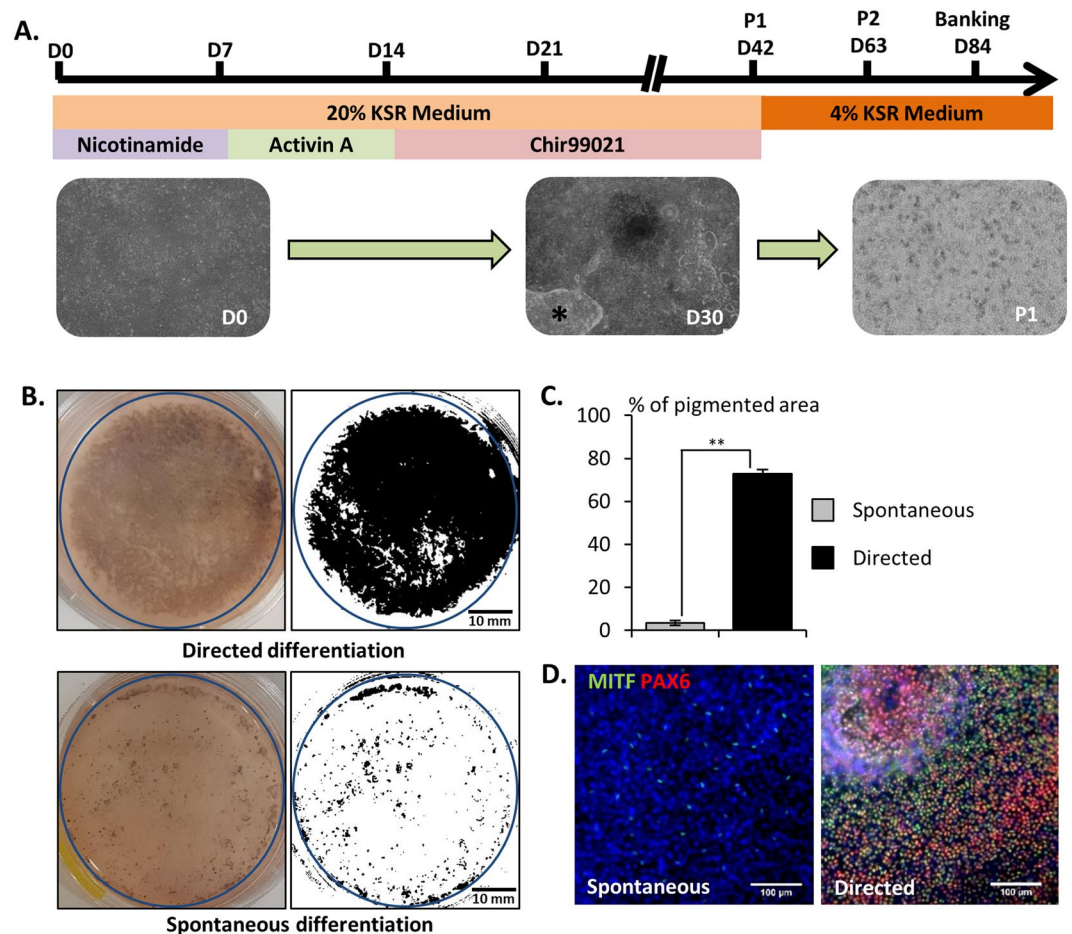 A.
P1 P2 Banking
D0 D7 D14 D21 D42 D63 D84
20% KSR Medium
4% KSR Medium
Nicotinamide
Activin A
Chir99021
D0
*
D30
P1
B.
10 mm
Directed differentiation
10 mm
Spontaneous differentiation
C.
% of pigmented area
100
80
60
40
20
0
**
Spontaneous
Directed
D.
MITF PAX6
Spontaneous
100 µm
Directed
100 µm